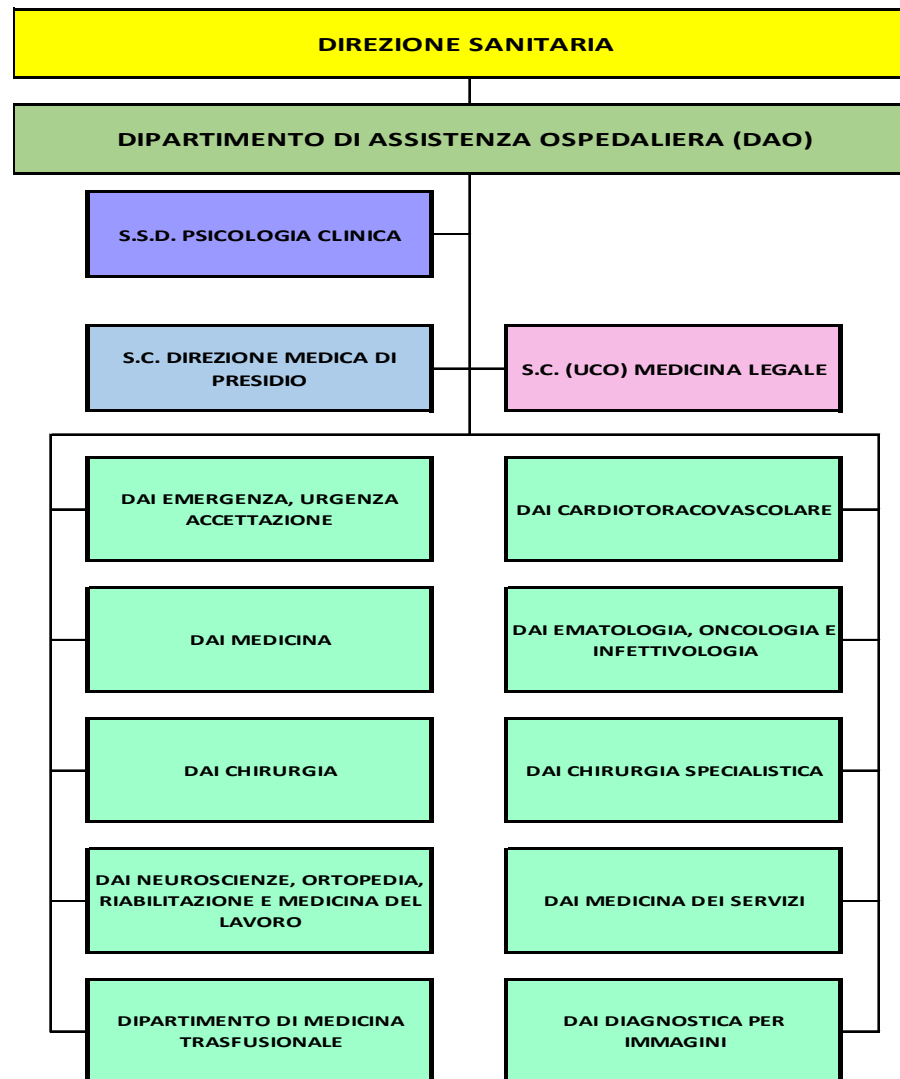 DIREZIONE SANITARIA
DIPARTIMENTO DI ASSISTENZA OSPEDALIERA (DAO)
S.S.D. PSICOLOGIA CLINICA
S.C. DIREZIONE MEDICA DI
PRESIDIO
S.C. (UCO) MEDICINA LEGALE
DAI EMERGENZA, URGENZA
ACCETTAZIONE
DAI CARDIOTORACOVASCOLARE
DAI MEDICINA
DAI EMATOLOGIA, ONCOLOGIA E
INFETTIVOLOGIA
DAI CHIRURGIA
DAI CHIRURGIA SPECIALISTICA
DAI NEUROSCIENZE, ORTOPEDIA,
RIABILITAZIONE E MEDICINA DEL
LAVORO
DAI MEDICINA DEI SERVIZI
DIPARTIMENTO DI MEDICINA
TRASFUSIONALE
DAI DIAGNOSTICA PER
IMMAGINI